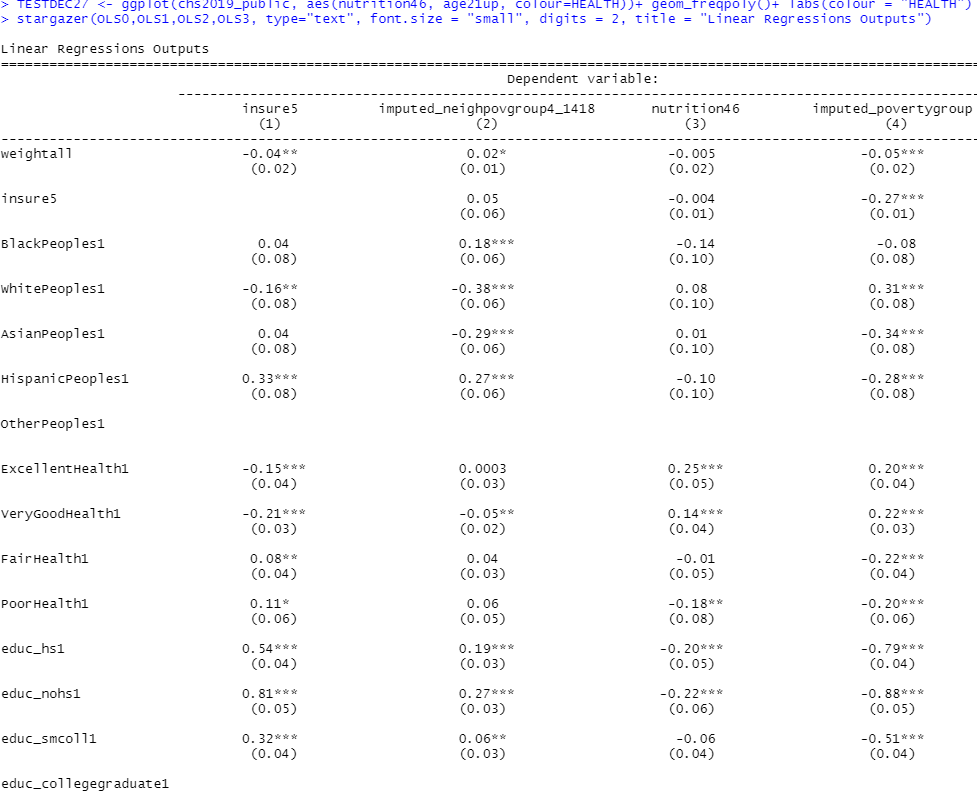 > TESTDEC27 <- ggplot(chs2019_public, aes(nutrition46, age21up, colour=HEALTH))+ geom_freqpoly()+ labs(colour = "HEALTH")
> stargazer(OLS0,OLS1,OLS2,OLS3, type="text", font.size = "small", digits = 2, title = "Linear Regressions Outputs")
Linear Regressions Outputs
Dependent variable:
insure5 imputed_neighpovgroup4_1418 nutrition46 imputed_povertygroup
(1) (2) (3) (4)
weightall -0.04** 0.02* -0.005 -0.05***
(0.02) (0.01) (0.02) (0.02)
insure5 0.05 -0.004 -0.27***
(0.06) (0.01) (0.01)
BlackPeoples1 0.04 0.18*** -0.14 -0.08
(0.08) (0.06) (0.10) (0.08)
WhitePeoples1 -0.16** -0.38*** 0.08 0.31***
(0.08) (0.06) (0.10) (0.08)
AsianPeoples1 0.04 -0.29*** 0.01 -0.34***
(0.08) (0.06) (0.10) (0.08)
HispanicPeoples1 0.33*** 0.27*** -0.10 -0.28***
(0.08) (0.06) (0.10) (0.08)
OtherPeoples1
ExcellentHealth1 -0.15*** 0.0003 0.25*** 0.20***
(0.04) (0.03) (0.05) (0.04)
VeryGoodHealth1 -0.21*** -0.05** 0.14*** 0.22***
(0.03) (0.02) (0.04) (0.03)
FairHealth1 0.08** 0.04 -0.01 -0.22***
(0.04) (0.03) (0.05) (0.04)
PoorHealth1 0.11* 0.06 -0.18** -0.20***
(0.06) (0.05) (0.08) (0.06)
educ_hs1 0.54*** 0.19*** -0.20*** -0.79***
(0.04) (0.03) (0.05) (0.04)
educ_nohs1 0.81*** 0.27*** -0.22*** -0.88***
(0.05) (0.03) (0.06) (0.05)
educ_smcoll1 0.32*** 0.06** -0.06 -0.51***
(0.04) (0.03) (0.04) (0.04)
educ_collegegraduate1